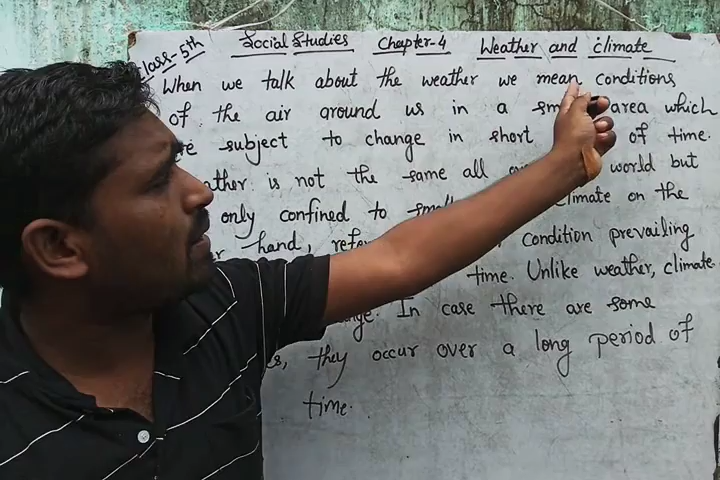 Class-5th Social Studies Chapter-4 Weather and climate
When we talk about the weather we mean conditions
of the air around us in a area which
subject to change in short of time.
is not the same all world but
only confined to climate on the
hand, condition prevailing
time. Unlike weather, climate
In case there are some
they occur over a long period of
time.